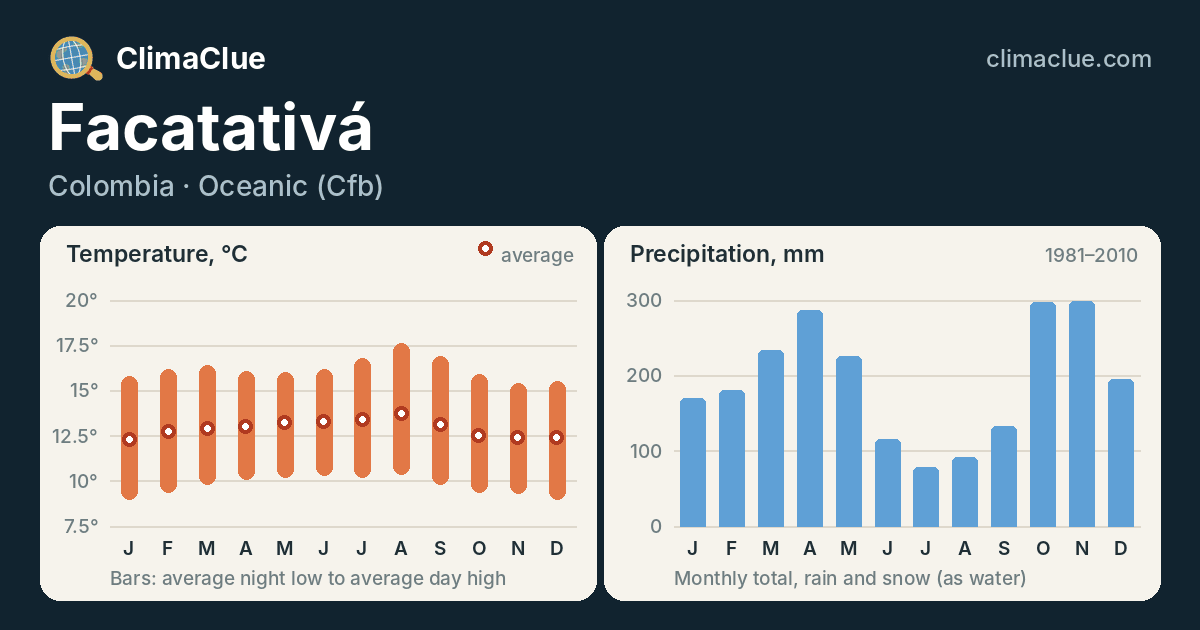 ClimaClue
climaclue.com
Facatativá
Colombia · Oceanic (Cfb)
Temperature, °C
average
20°
17.5°
15°
12.5°
10°
7.5°
J F M A M J J A S O N D
Bars: average night low to average day high
Precipitation, mm
1981–2010
300
200
100
0
J F M A M J J A S O N D
Monthly total, rain and snow (as water)